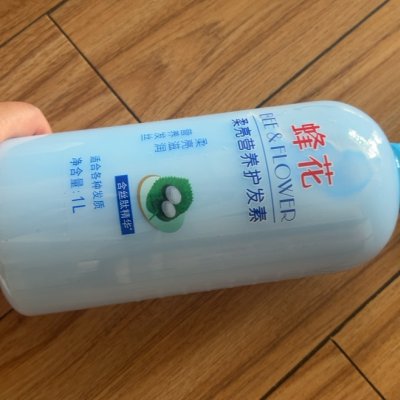 蜂花
BEE & FLOWER
柔亮营养护发素
柔亮滋润
营养发丝
含丝肽精华
适合各种发质
净含量：1L